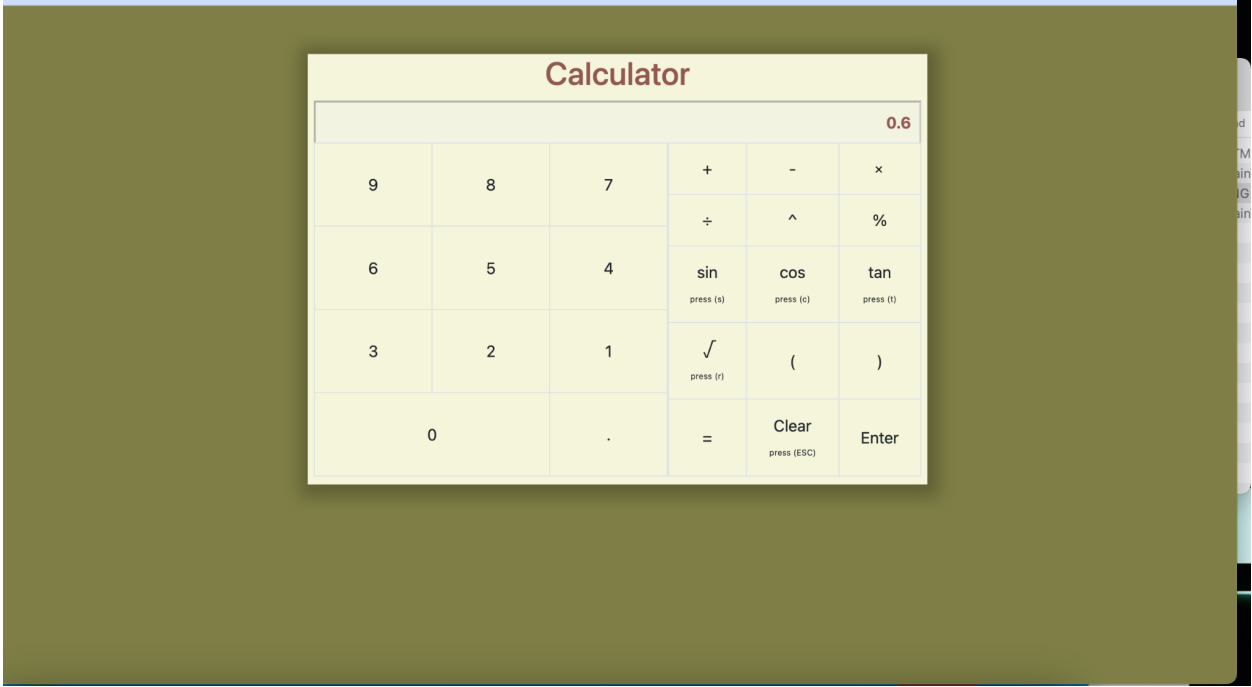 Calculator
0.6
9 8 7 + - ×
÷ ^ %
6 5 4 sin cos tan
press (s) press (c) press (t)
3 2 1 √ ( )
press (r)
0 . = Clear Enter
press (ESC)